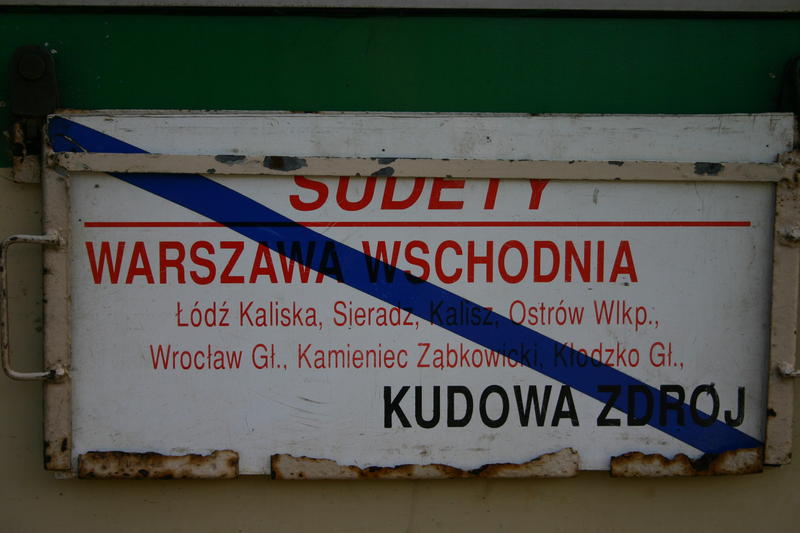 SUDETY
WARSZAWA WSCHODNIA
Łódź Kaliska, Sieradz, Kalisz, Ostrów Wlkp.,
Wrocław Gł., Kamieniec Ząbkowicki, Kłodzko Gł.,
KUDOWA ZDRÓJ